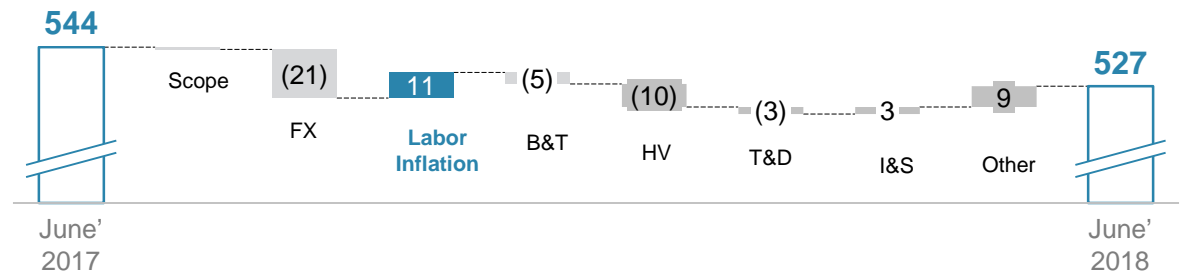 544
527
(21)
11
(5)
(10)
(3)
3
9
Scope
FX
Labor
Inflation
B&T
HV
T&D
I&S
Other
June'
2017
June'
2018